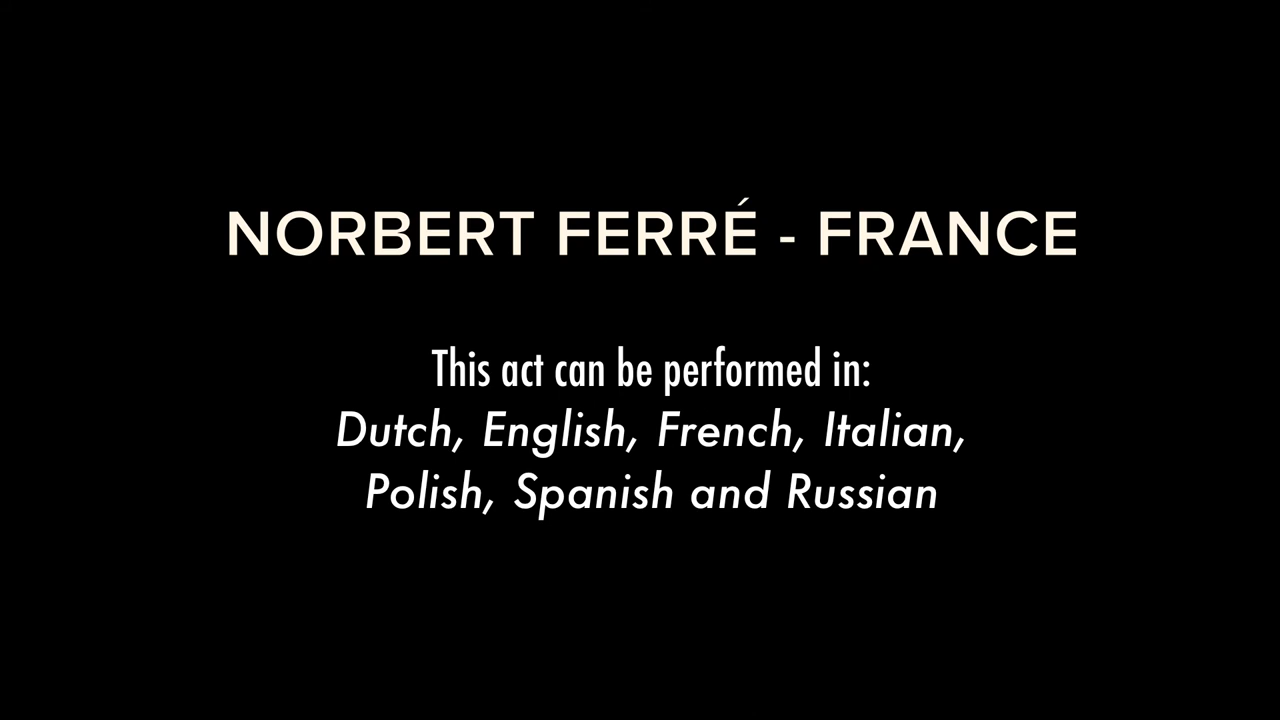 NORBERT FERRÉ - FRANCE
This act can be performed in:
Dutch, English, French, Italian,
Polish, Spanish and Russian